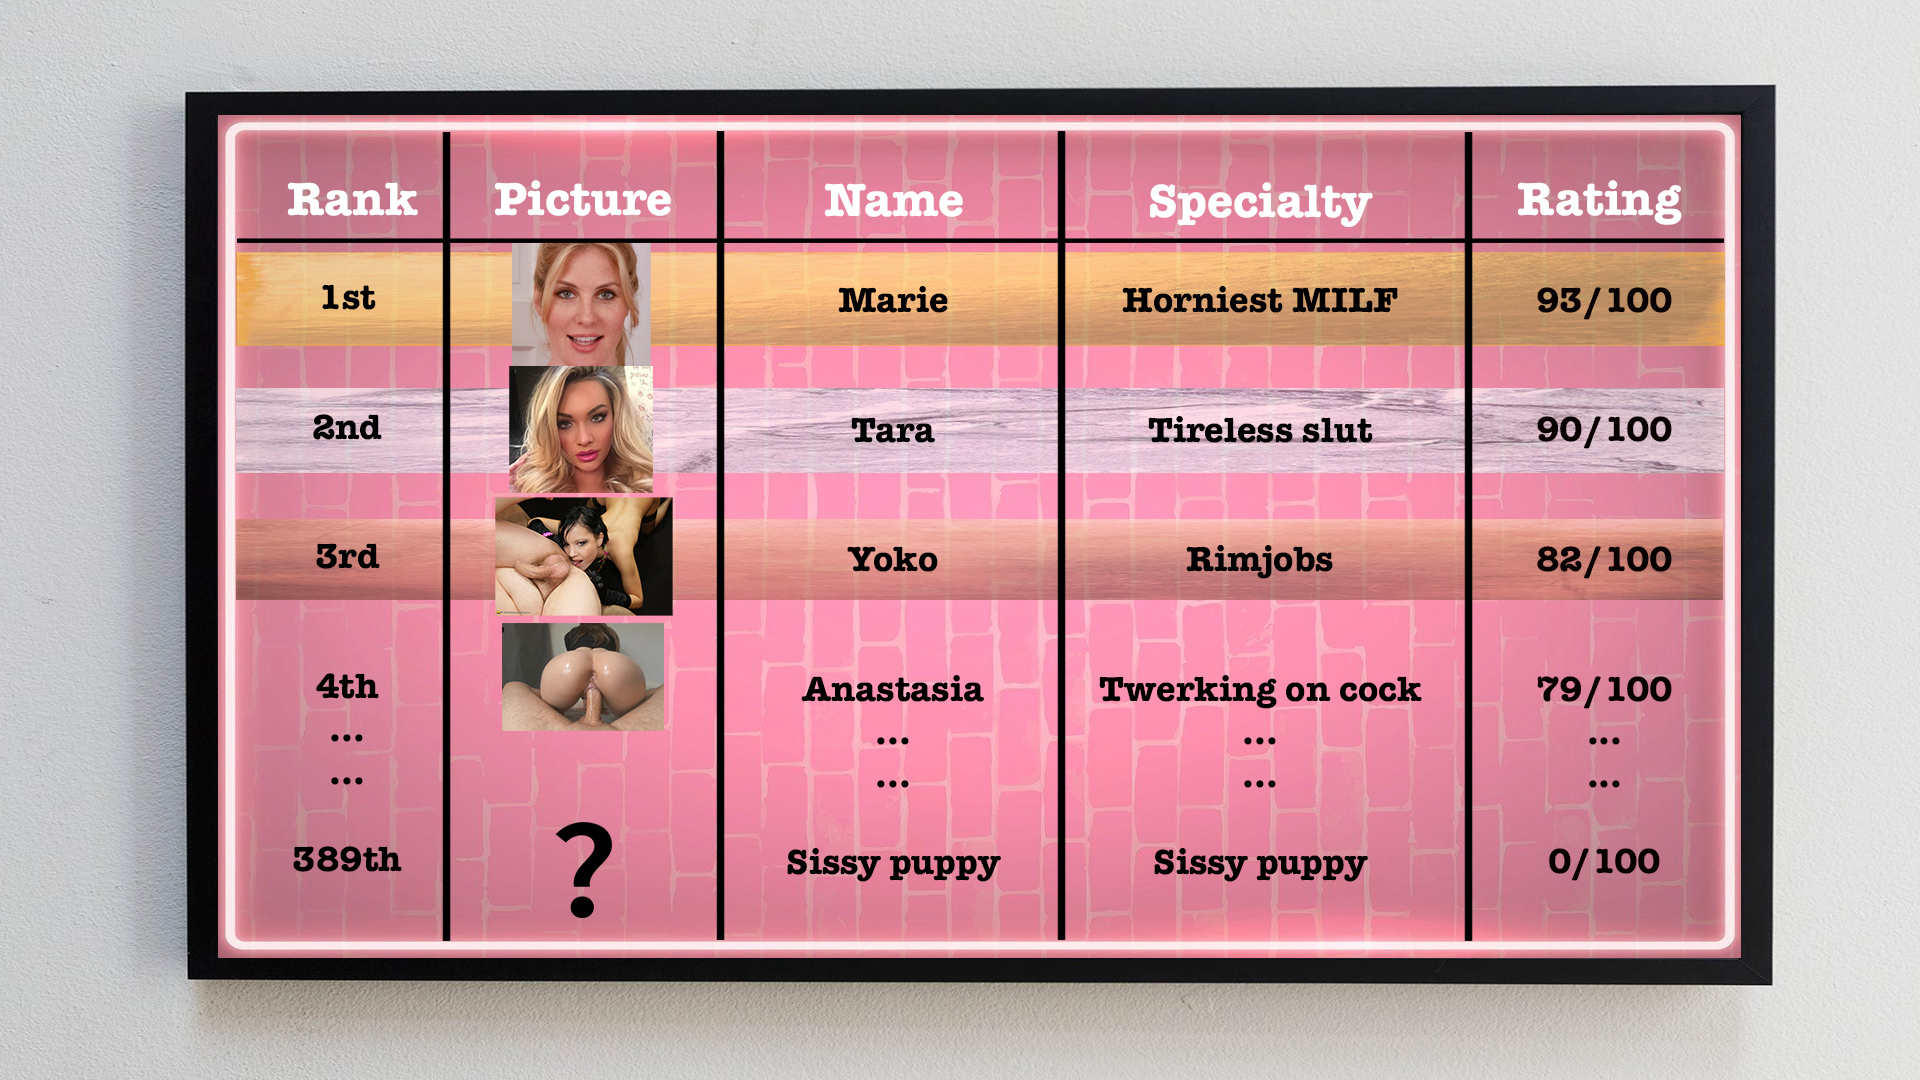 Rank Picture Name Specialty Rating
1st Marie Horniest MILF 93/100
2nd Tara Tireless slut 90/100
3rd Yoko Rimjobs 82/100
4th Anastasia Twerking on cock 79/100
... ... ... ...
... ... ... ...
389th ? Sissy puppy Sissy puppy 0/100